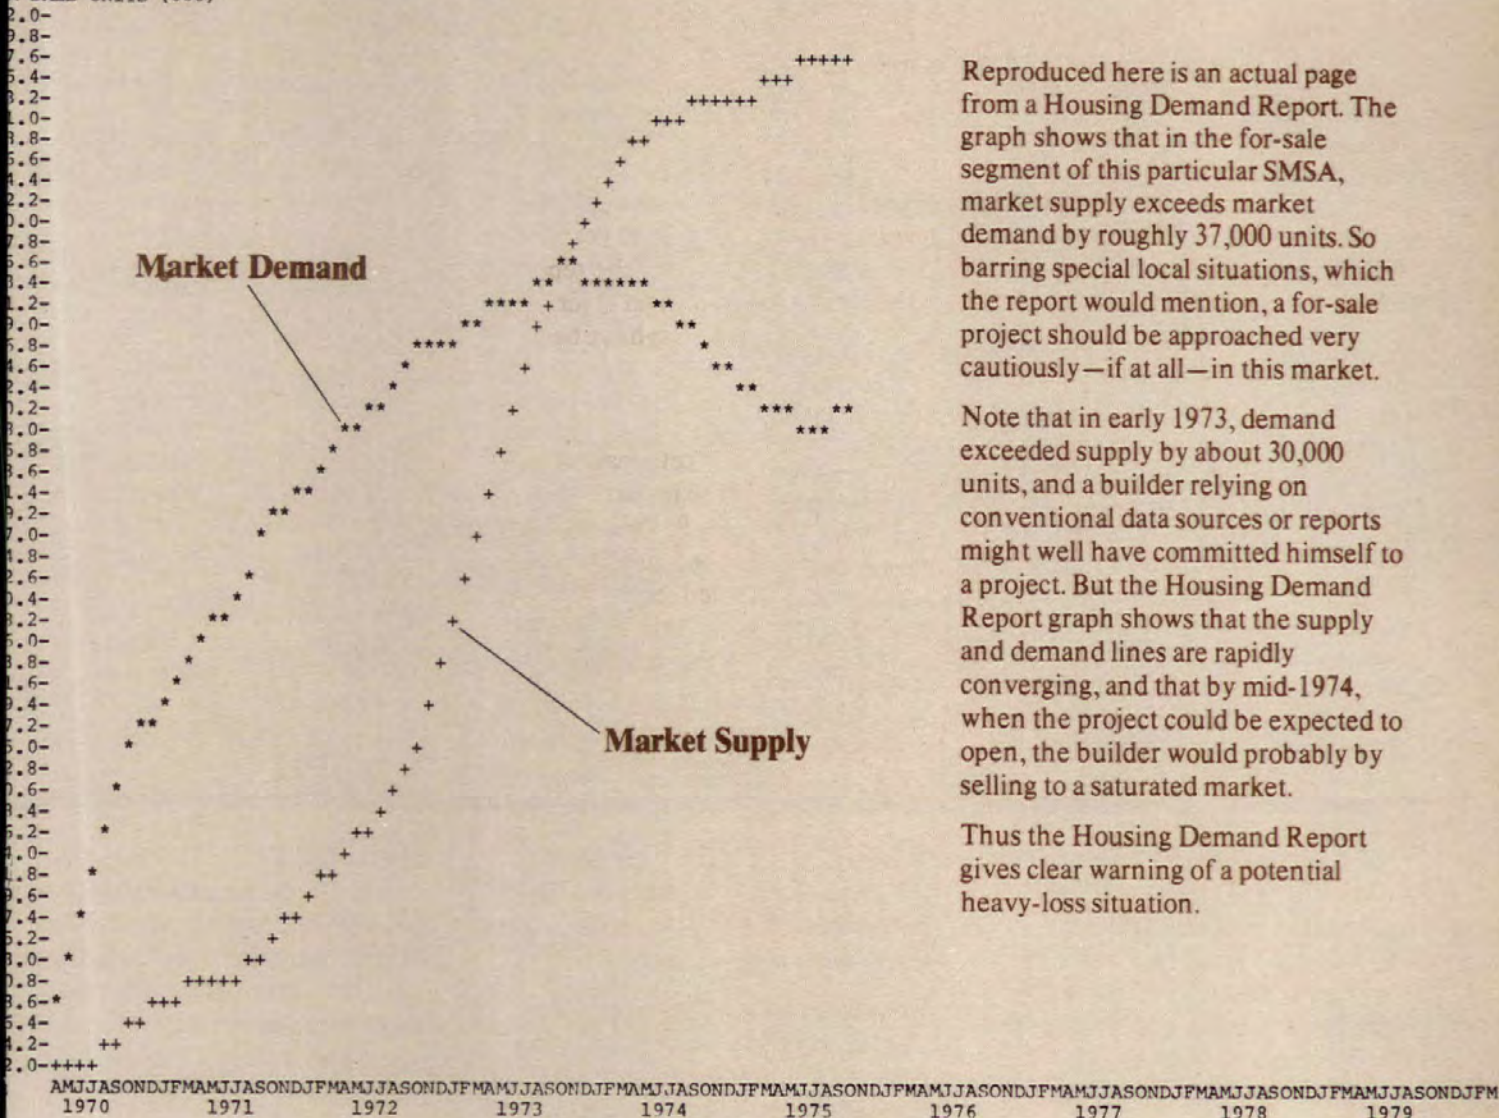 Reproduced here is an actual page
from a Housing Demand Report. The
graph shows that in the for-sale
segment of this particular SMSA,
market supply exceeds market
demand by roughly 37,000 units. So
barring special local situations, which
the report would mention, a for-sale
project should be approached very
cautiously—if at all—in this market.
Note that in early 1973, demand
exceeded supply by about 30,000
units, and a builder relying on
conventional data sources or reports
might well have committed himself to
a project. But the Housing Demand
Report graph shows that the supply
and demand lines are rapidly
converging, and that by mid-1974,
when the project could be expected to
open, the builder would probably by
selling to a saturated market.
Thus the Housing Demand Report
gives clear warning of a potential
heavy-loss situation.
Market Demand
Market Supply
AMJJASONDJFMAMJJASONDJFMAMJJASONDJFMAMJJASONDJFMAMJJASONDJFMAMJJASONDJFMAMJJASONDJFMAMJJASONDJFMAMJJASONDJFMAMJJASONDJFM
1970 1971 1972 1973 1974 1975 1976 1977 1978 1979